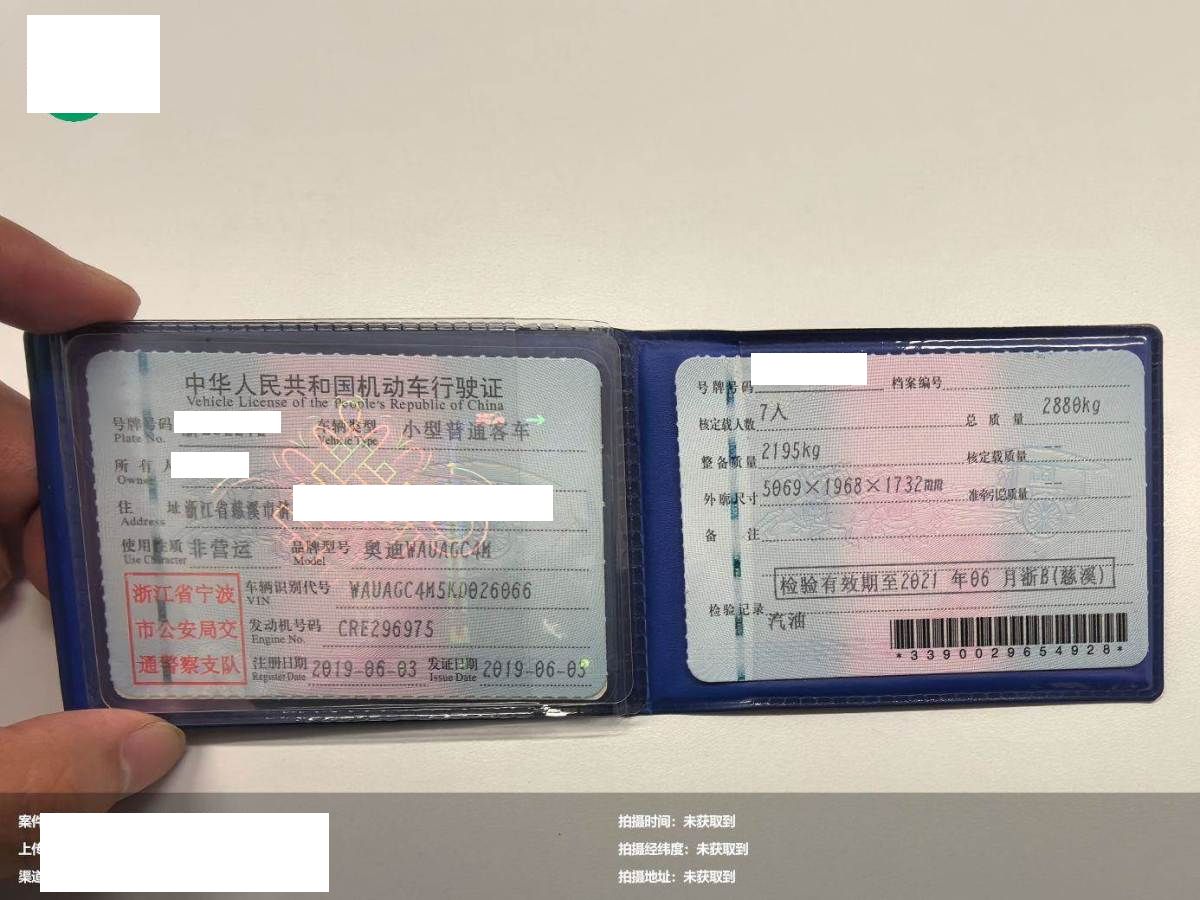 中华人民共和国机动车行驶证
Vehicle License of the People's Republic of China
号牌号码
Plate No.
车辆类型 小型普通客车
Vehicle Type
所有人
Owner
住址 浙江省慈溪市
Address
使用性质 非营运
Use Character
品牌型号 奥迪WAUAGC4M
Model
浙江省宁波
市公安局交
通警察支队
车辆识别代号 WAUAGC4M5KD026066
VIN
发动机号码 CRE296975
Engine No.
注册日期 2019-06-03
Register Date
发证日期 2019-06-03
Issue Date
号牌号码
档案编号
核定载人数 7人
总质量 2880kg
整备质量 2195kg
核定载质量 --
外廓尺寸 5069×1968×1732mm
准牵引总质量 --
备注
检验有效期至2021 年06 月浙B(慈溪)
检验记录
汽油
*3390029654928*
案件
上传
渠道
拍摄时间：未获取到
拍摄经纬度：未获取到
拍摄地址：未获取到